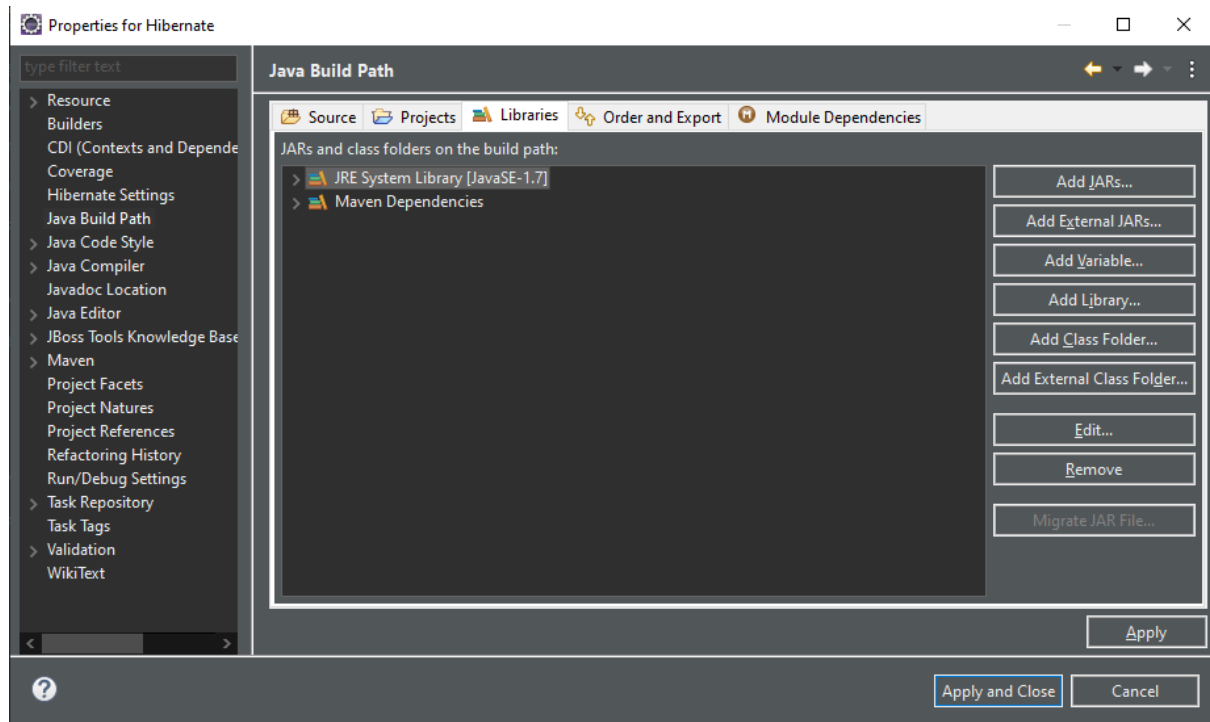 Properties for Hibernate
type filter text
Resource
Builders
CDI (Contexts and Depende
Coverage
Hibernate Settings
Java Build Path
Java Code Style
Java Compiler
Javadoc Location
Java Editor
JBoss Tools Knowledge Base
Maven
Project Facets
Project Natures
Project References
Refactoring History
Run/Debug Settings
Task Repository
Task Tags
Validation
WikiText
Java Build Path
Source Projects Libraries Order and Export Module Dependencies
JARs and class folders on the build path:
JRE System Library [JavaSE-1.7]
Maven Dependencies
Add JARs...
Add External JARs...
Add Variable...
Add Library...
Add Class Folder...
Add External Class Folder...
Edit...
Remove
Migrate JAR File...
Apply
Apply and Close Cancel